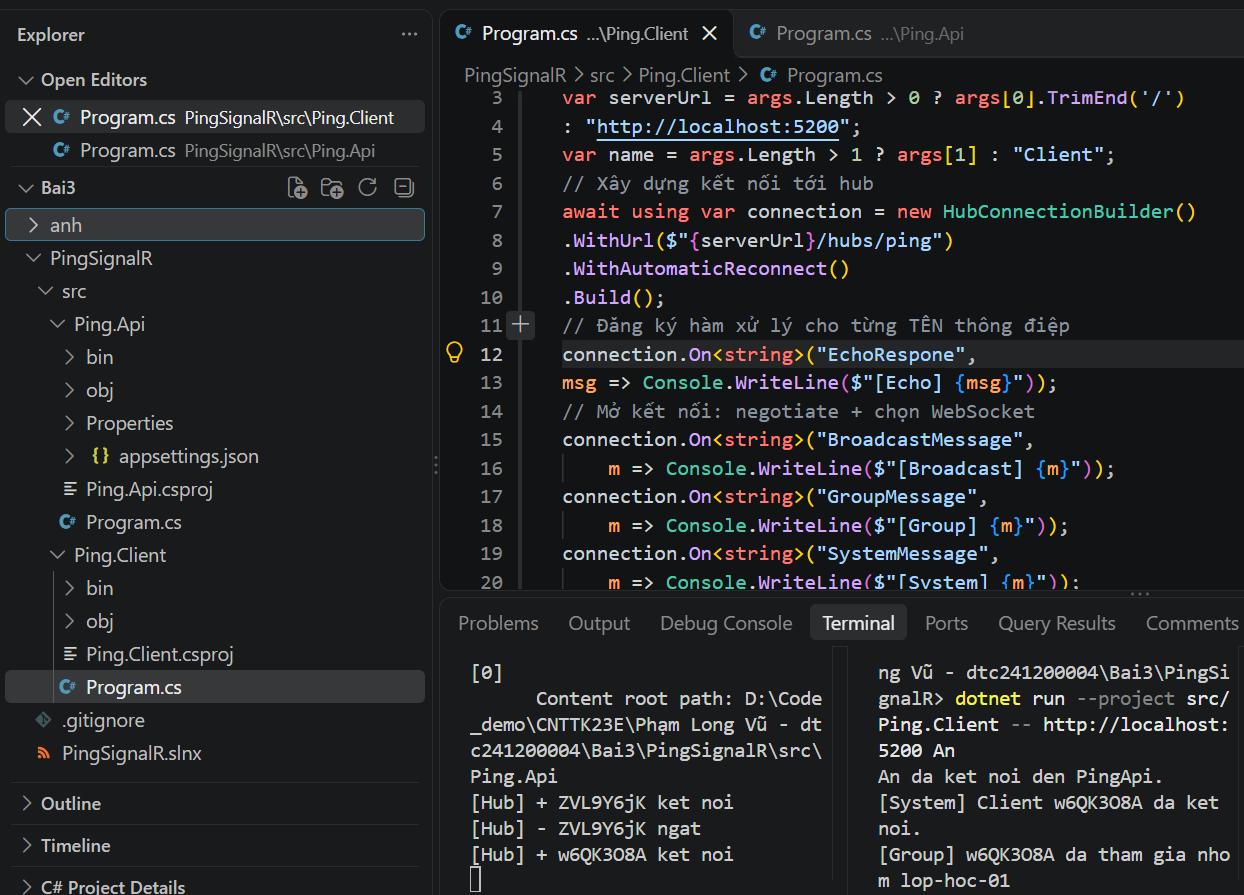 Explorer
Open Editors
Program.cs PingSignalR\src\Ping.Client
Program.cs PingSignalR\src\Ping.Api
Bai3
anh
PingSignalR
src
Ping.Api
bin
obj
Properties
{} appsettings.json
Ping.Api.csproj
Program.cs
Ping.Client
bin
obj
Ping.Client.csproj
Program.cs
.gitignore
PingSignalR.slnx
Outline
Timeline
C# Project Details
Program.cs ...\Ping.Client
Program.cs ...\Ping.Api
PingSignalR > src > Ping.Client > Program.cs
3 var serverUrl = args.Length > 0 ? args[0].TrimEnd('/')
4 : "http://localhost:5200";
5 var name = args.Length > 1 ? args[1] : "Client";
6 // Xây dựng kết nối tới hub
7 await using var connection = new HubConnectionBuilder()
8 .WithUrl($"{serverUrl}/hubs/ping")
9 .WithAutomaticReconnect()
10 .Build();
11 // Đăng ký hàm xử lý cho từng TÊN thông điệp
12 connection.On<string>("EchoRespone",
13 msg => Console.WriteLine($"[Echo] {msg}"));
14 // Mở kết nối: negotiate + chọn WebSocket
15 connection.On<string>("BroadcastMessage",
16 m => Console.WriteLine($"[Broadcast] {m}"));
17 connection.On<string>("GroupMessage",
18 m => Console.WriteLine($"[Group] {m}"));
19 connection.On<string>("SystemMessage",
20 m => Console.WriteLine($"[System] {m}"));
Problems Output Debug Console Terminal Ports Query Results Comments
[0]
Content root path: D:\Code
_demo\CNTTK23E\Phạm Long Vũ - dt
c241200004\Bai3\PingSignalR\src\
Ping.Api
[Hub] + ZVL9Y6jK ket noi
[Hub] - ZVL9Y6jK ngat
[Hub] + w6QK3O8A ket noi
ng Vũ - dtc241200004\Bai3\PingSi
gnalR> dotnet run --project src/
Ping.Client -- http://localhost:
5200 An
An da ket noi den PingApi.
[System] Client w6QK3O8A da ket
noi.
[Group] w6QK3O8A da tham gia nho
m lop-hoc-01